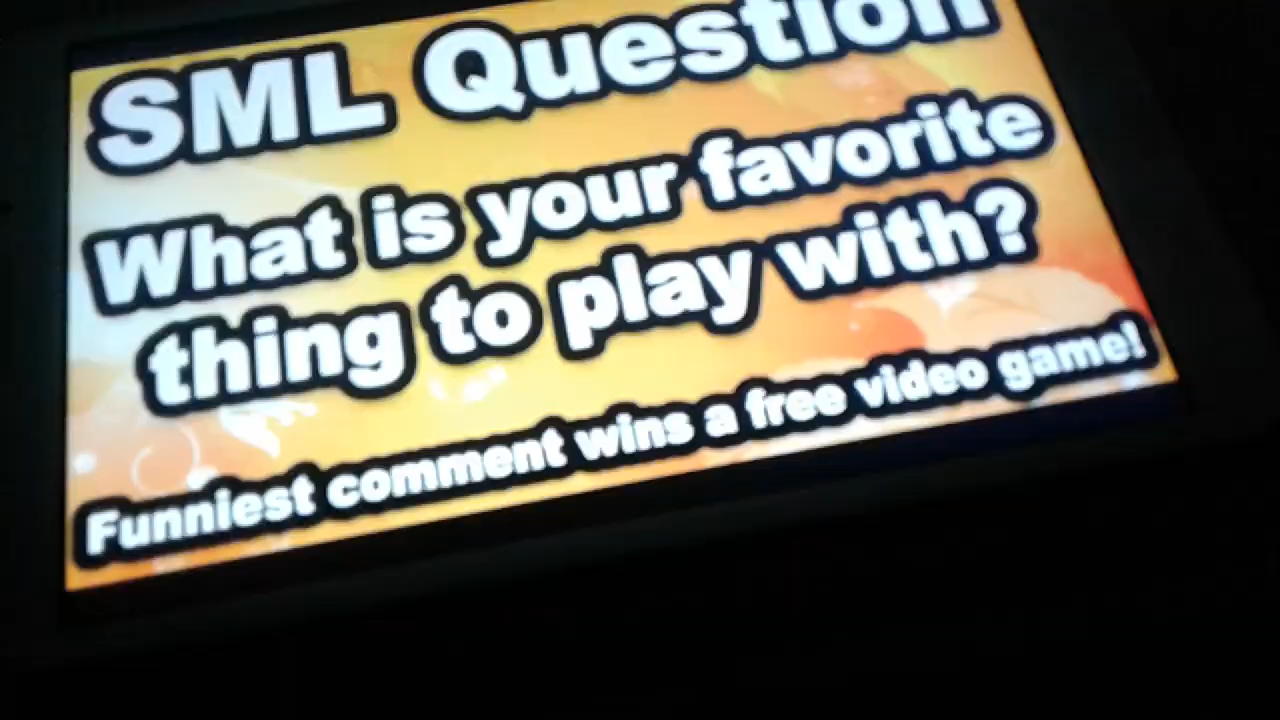 SML Question
What is your favorite
thing to play with?
Funniest comment wins a free video game!